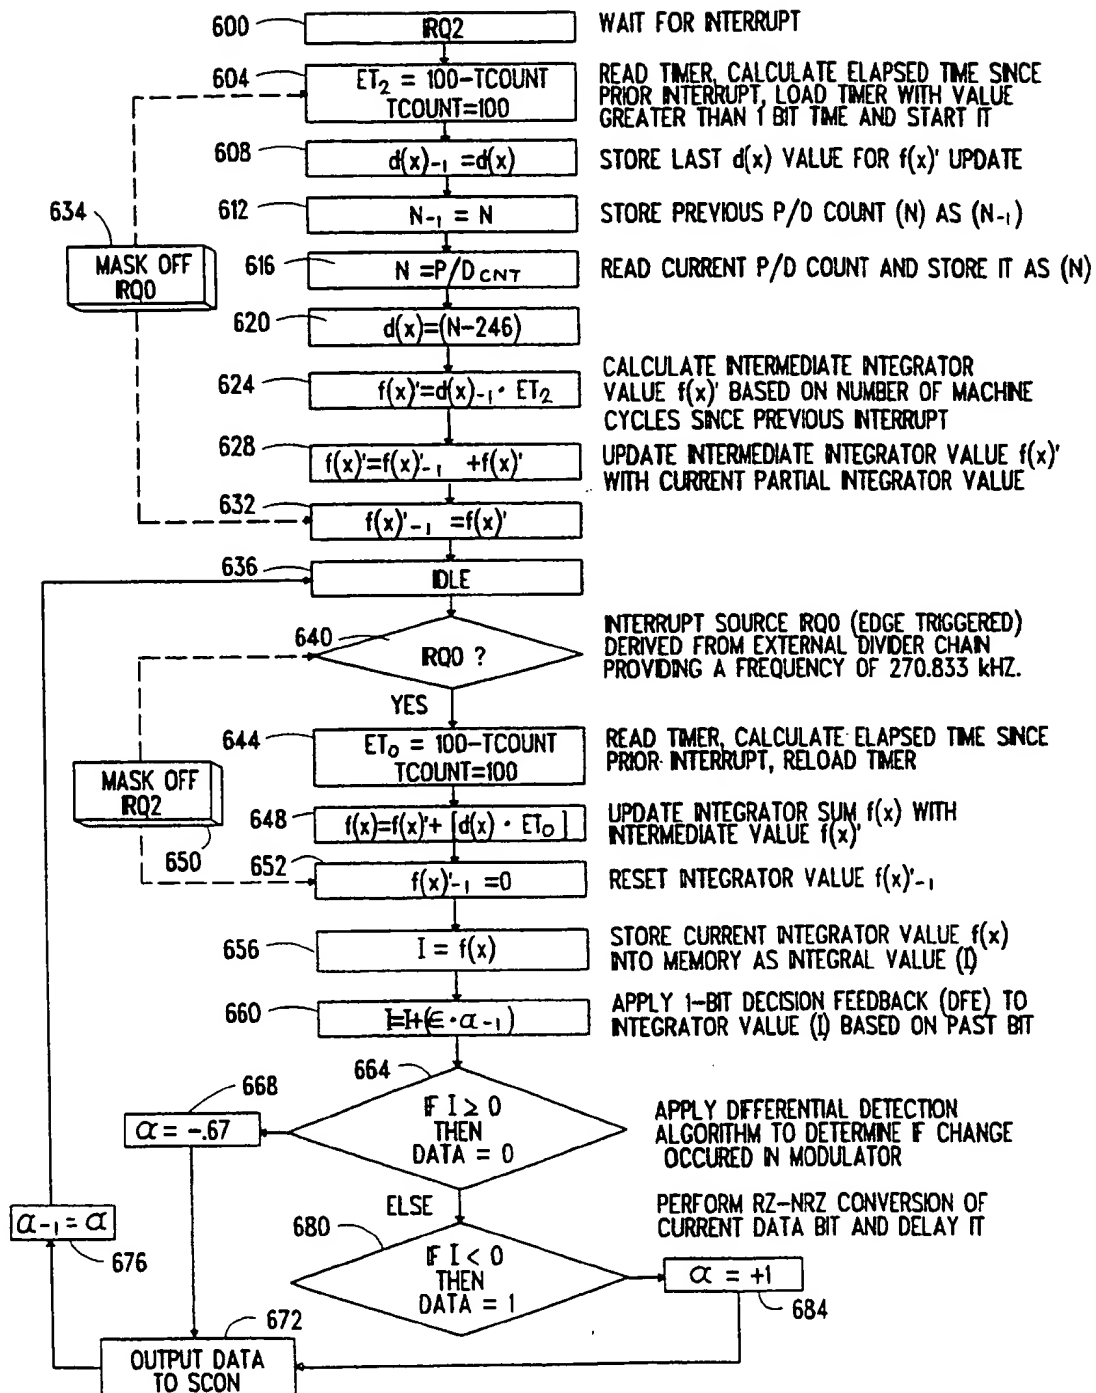 600
IRQ2
WAIT FOR INTERRUPT
604
ET2 = 100-TCOUNT
TCOUNT=100
READ TIMER, CALCULATE ELAPSED TIME SINCE
PRIOR INTERRUPT, LOAD TIMER WITH VALUE
GREATER THAN 1 BIT TIME AND START IT
608
d(x)-1 =d(x)
STORE LAST d(x) VALUE FOR f(x)' UPDATE
612
N-1 = N
STORE PREVIOUS P/D COUNT (N) AS (N-1)
634
MASK OFF
IRQ0
616
N =P/D CNT
READ CURRENT P/D COUNT AND STORE IT AS (N)
620
d(x)=(N-246)
624
f(x)'=d(x)-1 · ET2
CALCULATE INTERMEDIATE INTEGRATOR
VALUE f(x)' BASED ON NUMBER OF MACHINE
CYCLES SINCE PREVIOUS INTERRUPT
628
f(x)'=f(x)'-1 +f(x)'
UPDATE INTERMEDIATE INTEGRATOR VALUE f(x)'
WITH CURRENT PARTIAL INTEGRATOR VALUE
632
f(x)'-1 =f(x)'
636
IDLE
640
IRQ0 ?
INTERRUPT SOURCE IRQ0 (EDGE TRIGGERED)
DERIVED FROM EXTERNAL DIVIDER CHAIN
PROVIDING A FREQUENCY OF 270.833 kHZ.
YES
644
ET0 = 100-TCOUNT
TCOUNT=100
READ TIMER, CALCULATE ELAPSED TIME SINCE
PRIOR INTERRUPT, RELOAD TIMER
MASK OFF
IRQ2
650
648
f(x)=f(x)'+ [d(x) · ET0]
UPDATE INTEGRATOR SUM f(x) WITH
INTERMEDIATE VALUE f(x)'
652
f(x)'-1 =0
RESET INTEGRATOR VALUE f(x)'-1
656
I = f(x)
STORE CURRENT INTEGRATOR VALUE f(x)
INTO MEMORY AS INTEGRAL VALUE (I)
660
I=I+(∈·α-1)
APPLY 1-BIT DECISION FEEDBACK (DFE) TO
INTEGRATOR VALUE (I) BASED ON PAST BIT
664
IF I ≥ 0
THEN
DATA = 0
668
α = -.67
APPLY DIFFERENTIAL DETECTION
ALGORITHM TO DETERMINE IF CHANGE
OCCURED IN MODULATOR
ELSE
PERFORM RZ-NRZ CONVERSION OF
CURRENT DATA BIT AND DELAY IT
α-1 = α
676
680
IF I < 0
THEN
DATA = 1
α = +1
684
672
OUTPUT DATA
TO SCON